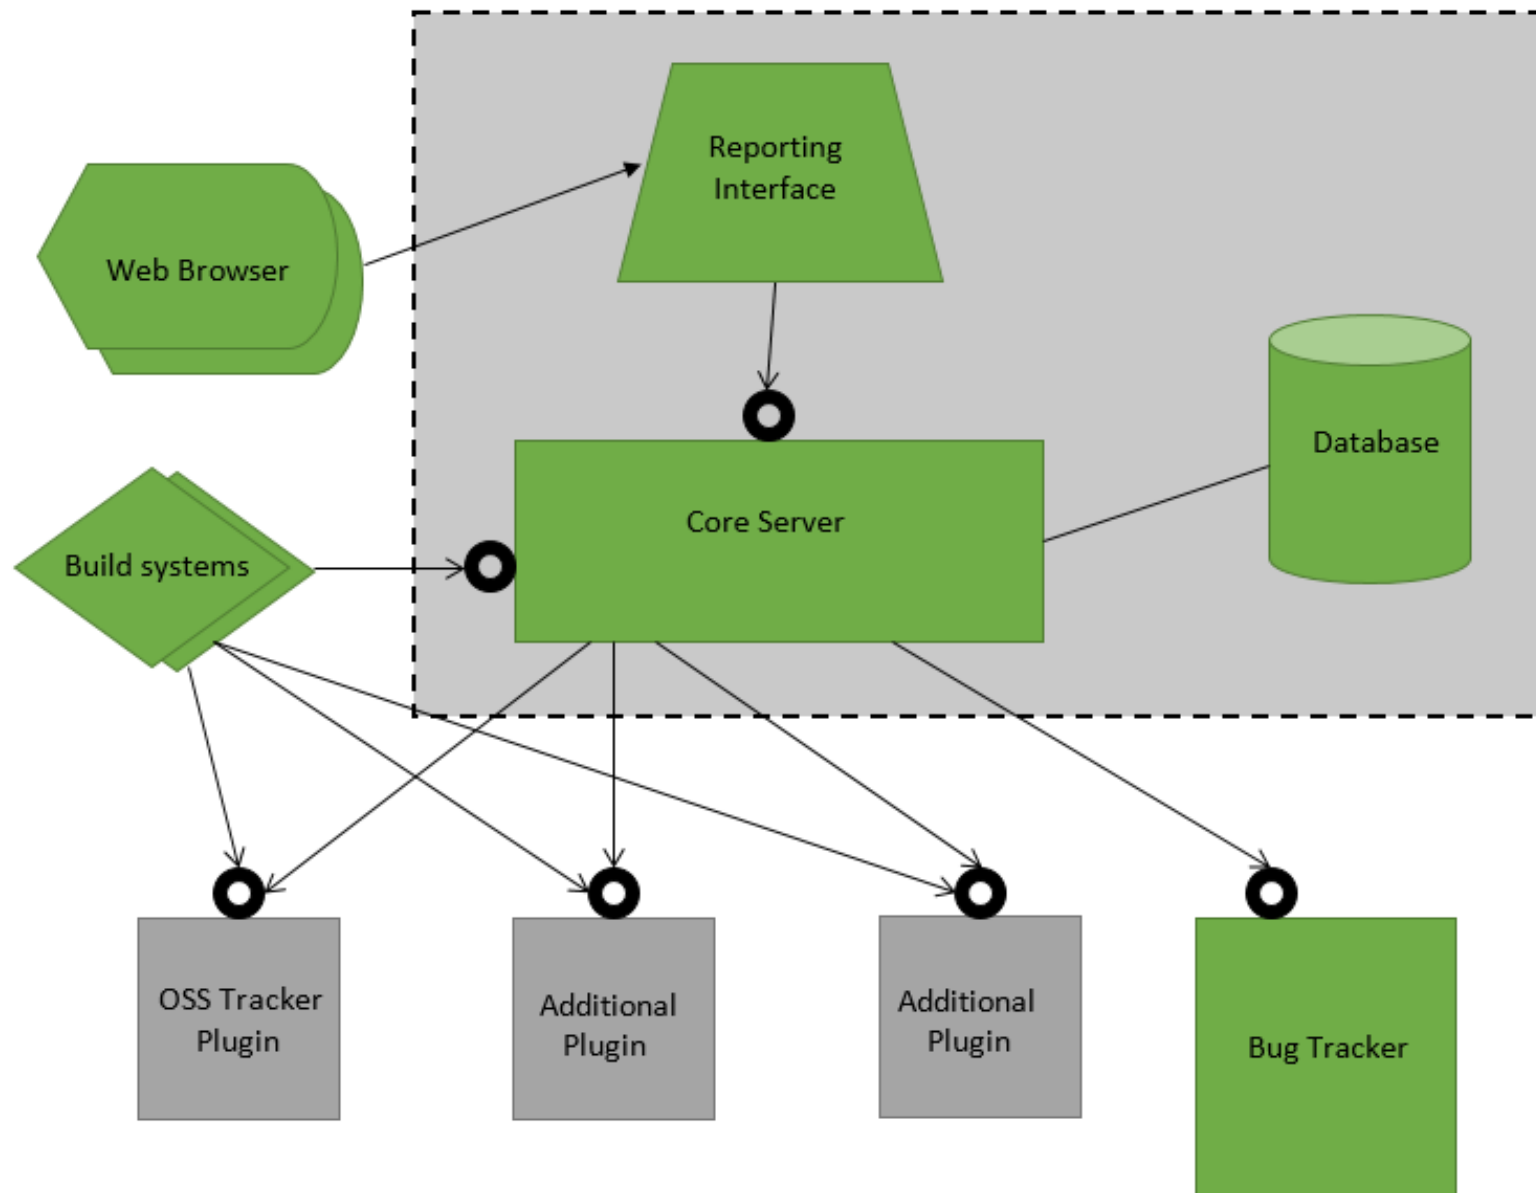 Reporting
Interface
Web Browser
Database
Core Server
Build systems
OSS Tracker
Plugin
Additional
Plugin
Additional
Plugin
Bug Tracker